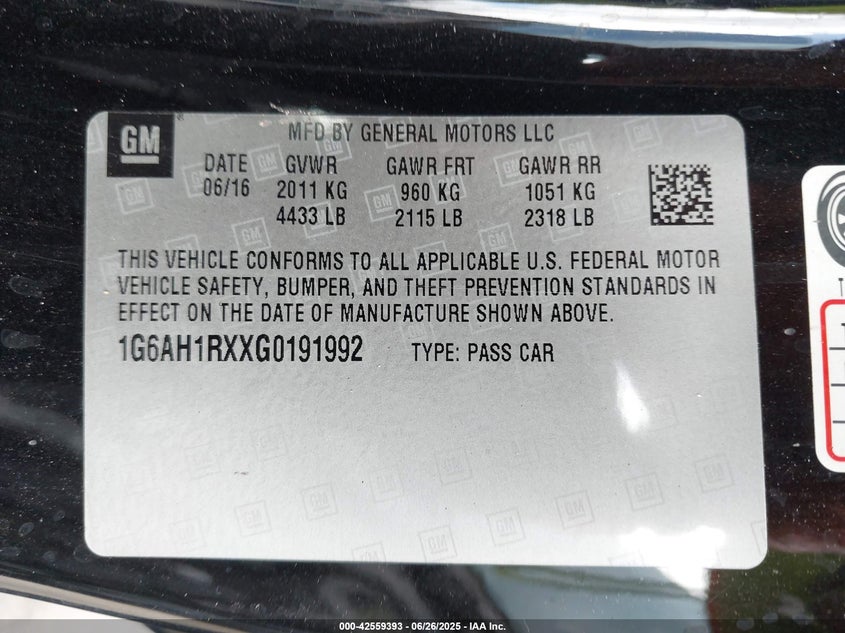 GM
®
MFD BY GENERAL MOTORS LLC
DATE GVWR GAWR FRT GAWR RR
06/16 2011 KG 960 KG 1051 KG
4433 LB 2115 LB 2318 LB
THIS VEHICLE CONFORMS TO ALL APPLICABLE U.S. FEDERAL MOTOR
VEHICLE SAFETY, BUMPER, AND THEFT PREVENTION STANDARDS IN
EFFECT ON THE DATE OF MANUFACTURE SHOWN ABOVE.
1G6AH1RXXG0191992 TYPE: PASS CAR
000-42559393 - 06/26/2025 - IAA Inc.